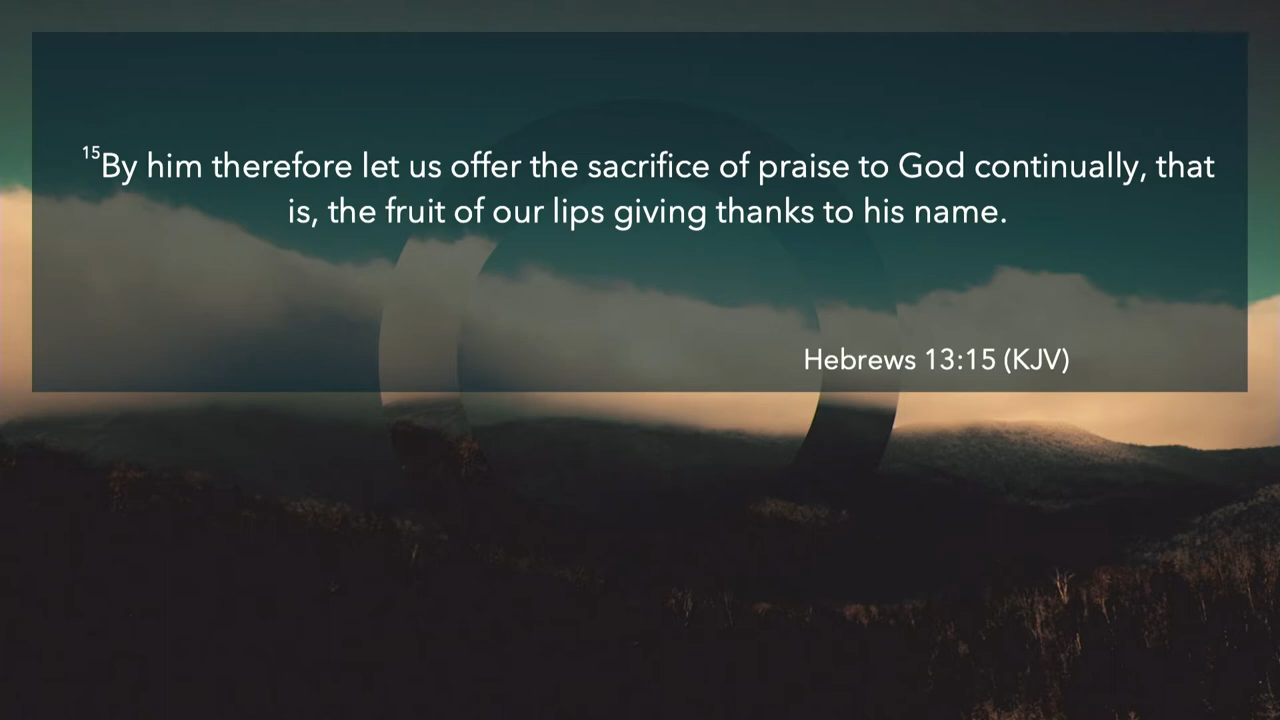 15By him therefore let us offer the sacrifice of praise to God continually, that
is, the fruit of our lips giving thanks to his name.
Hebrews 13:15 (KJV)